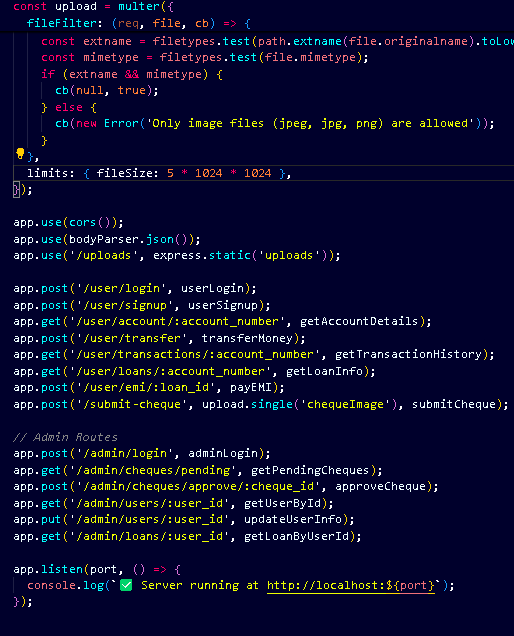 const upload = multer({
  fileFilter: (req, file, cb) => {
    const extname = filetypes.test(path.extname(file.originalname).toLow
    const mimetype = filetypes.test(file.mimetype);
    if (extname && mimetype) {
      cb(null, true);
    } else {
      cb(new Error('Only image files (jpeg, jpg, png) are allowed'));
    }
  },
  limits: { fileSize: 5 * 1024 * 1024 },
});

app.use(cors());
app.use(bodyParser.json());
app.use('/uploads', express.static('uploads'));

app.post('/user/login', userLogin);
app.post('/user/signup', userSignup);
app.get('/user/account/:account_number', getAccountDetails);
app.post('/user/transfer', transferMoney);
app.get('/user/transactions/:account_number', getTransactionHistory);
app.get('/user/loans/:account_number', getLoanInfo);
app.post('/user/emi/:loan_id', payEMI);
app.post('/submit-cheque', upload.single('chequeImage'), submitCheque);

// Admin Routes
app.post('/admin/login', adminLogin);
app.get('/admin/cheques/pending', getPendingCheques);
app.post('/admin/cheques/approve/:cheque_id', approveCheque);
app.get('/admin/users/:user_id', getUserById);
app.put('/admin/users/:user_id', updateUserInfo);
app.get('/admin/loans/:user_id', getLoanByUserId);

app.listen(port, () => {
  console.log(`✅ Server running at http://localhost:${port}`);
});